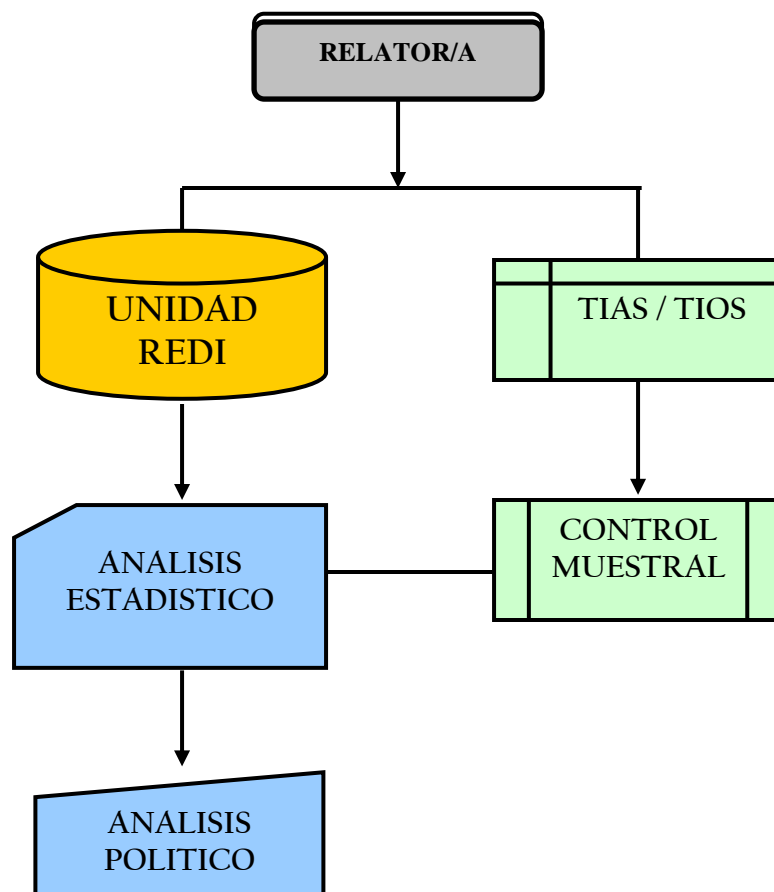 RELATOR/A
UNIDAD
REDI
TIAS / TIOS
ANALISIS
ESTADISTICO
CONTROL
MUESTRAL
ANALISIS
POLITICO